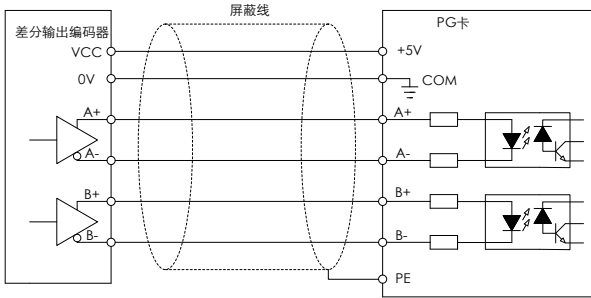 屏蔽线
差分输出编码器
PG卡
VCC
+5V
0V
COM
A+
A+
A-
A-
B+
B+
B-
B-
PE